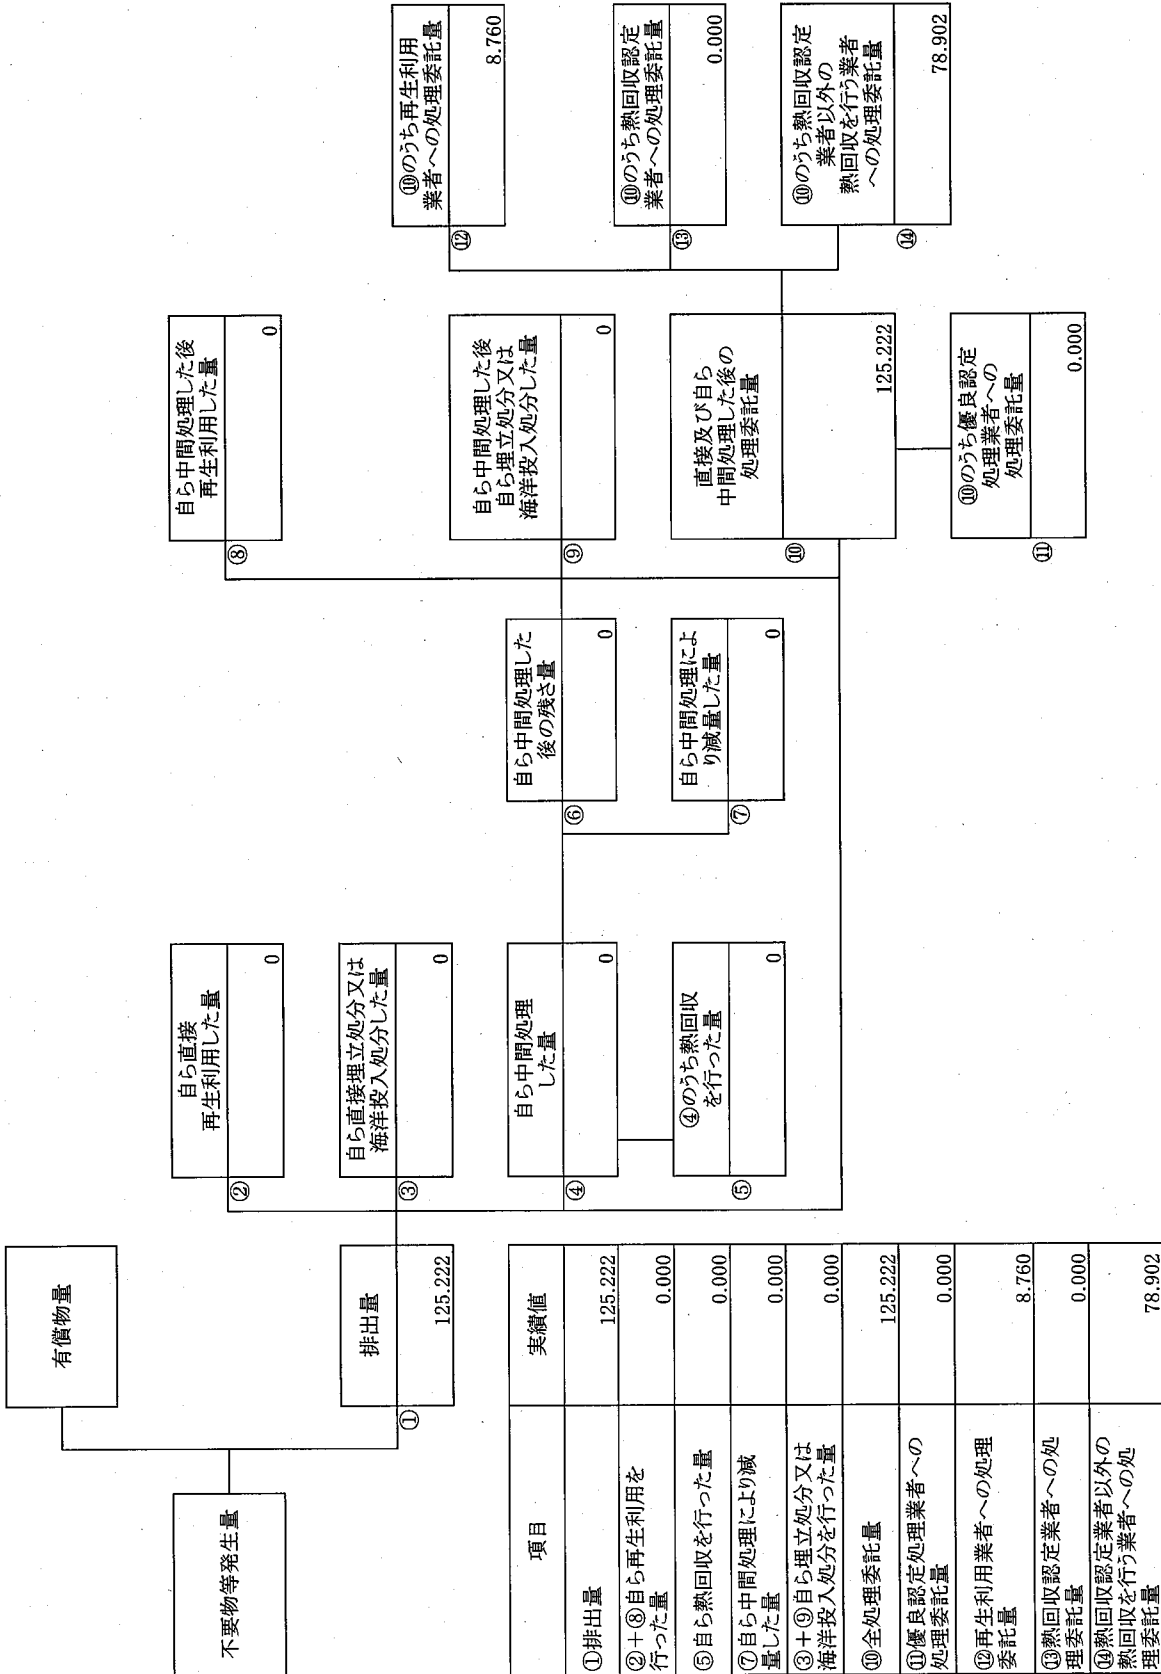 不要物等発生量
有償物量
排出量
①
125.222
自ら直接
再生利用した量
②
0
自ら直接埋立処分又は
海洋投入処分した量
③
0
自ら中間処理
した量
④
0
④のうち熱回収
を行った量
⑤
0
自ら中間処理した
後の残さ量
⑥
0
自ら中間処理によ
り減量した量
⑦
0
自ら中間処理した後
再生利用した量
⑧
0
自ら中間処理した後
自ら埋立処分又は
海洋投入処分した量
⑨
0
直接及び自ら
中間処理した後の
処理委託量
⑩
125.222
⑩のうち優良認定
処理業者への
処理委託量
⑪
0.000
⑩のうち再生利用
業者への処理委託量
⑫
8.760
⑩のうち熱回収認定
業者への処理委託量
⑬
0.000
⑩のうち熱回収認定
業者以外の
熱回収を行う業者
への処理委託量
⑭
78.902
項目
実績値
①排出量
125.222
②+⑧自ら再生利用を
行った量
0.000
⑤自ら熱回収を行った量
0.000
⑦自ら中間処理により減
量した量
0.000
③+⑨自ら埋立処分又は
海洋投入処分を行った量
0.000
⑩全処理委託量
125.222
⑪優良認定処理業者への
処理委託量
0.000
⑫再生利用業者への処理
委託量
8.760
⑬熱回収認定業者への処
理委託量
0.000
⑭熱回収認定業者以外の
熱回収を行う業者への処
理委託量
78.902